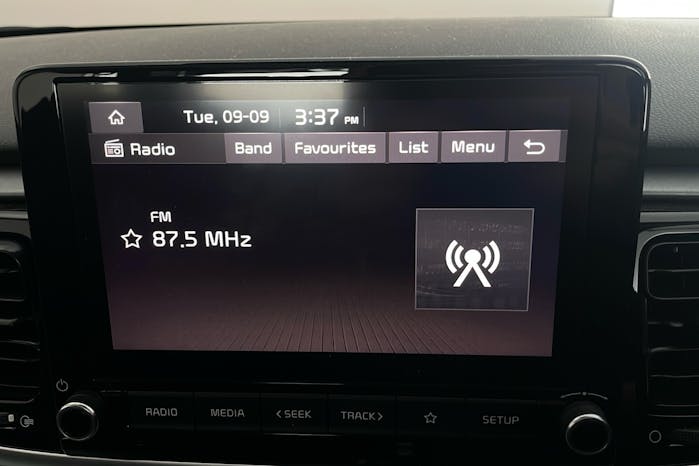 Tue, 09-09 3:37 PM
Radio Band Favourites List Menu
FM
87.5 MHz
RADIO MEDIA <SEEK TRACK> SETUP